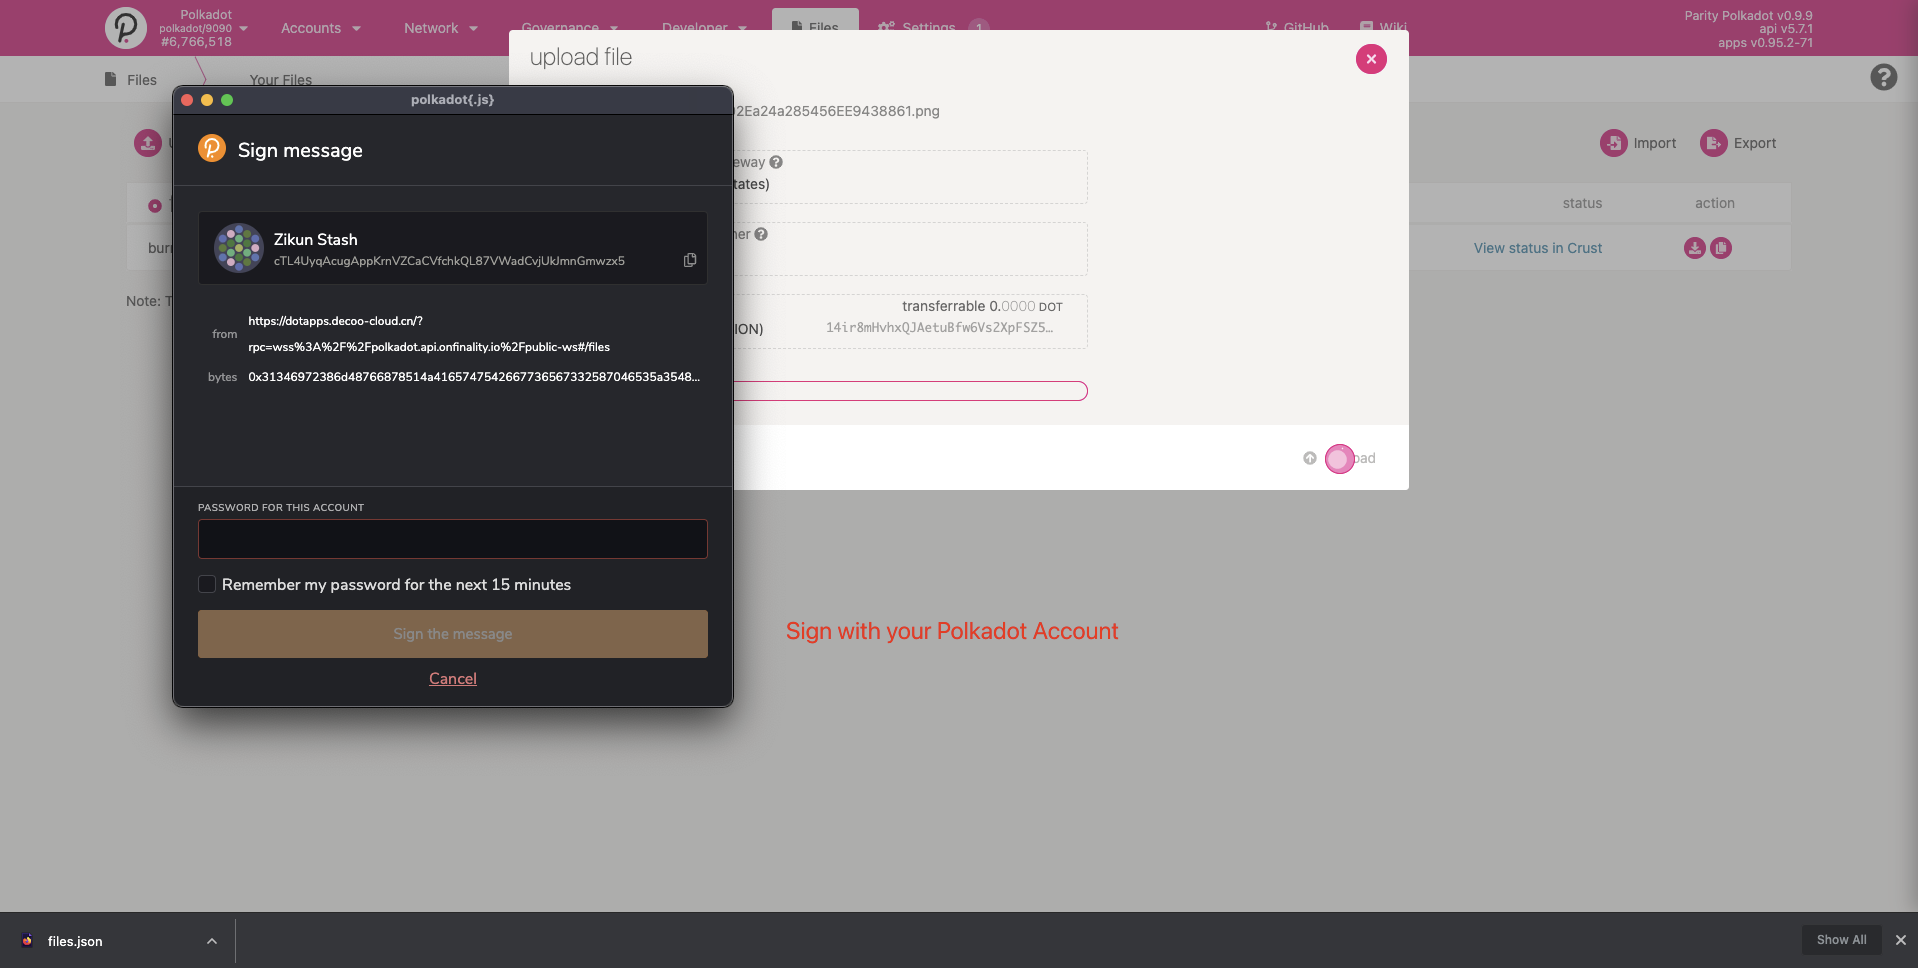 Polkadot
polkadot/9090
#6,766,518
Accounts
Network
Governance
Developer
Files
Settings
1
GitHub
Wiki
Parity Polkadot v0.9.9
api v5.7.1
apps v0.95.2-71
Files
Your Files
upload file
2Ea24a285456EE9438861.png
eway
tates)
ner
transferrable 0.0000 DOT
ION)
14ir8mHvhxQJAetuBfw6Vs2XpFSZ5…
oad
Import
Export
status
action
burn
View status in Crust
Note: T
polkadot{.js}
Sign message
Zikun Stash
cTL4UyqAcugAppKrnVZCaCVfchkQL87VWadCvjUkJmnGmwzx5
from
https://dotapps.decoo-cloud.cn/?
rpc=wss%3A%2F%2Fpolkadot.api.onfinality.io%2Fpublic-ws#/files
bytes
0x31346972386d48766878514a416574754266773656733258704653​5a3548...
PASSWORD FOR THIS ACCOUNT
Remember my password for the next 15 minutes
Sign the message
Cancel
Sign with your Polkadot Account
files.json
Show All